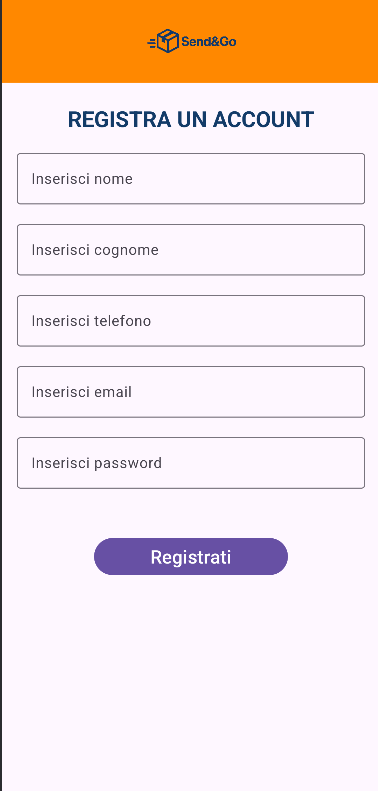 Send&Go
REGISTRA UN ACCOUNT
Inserisci nome
Inserisci cognome
Inserisci telefono
Inserisci email
Inserisci password
Registrati